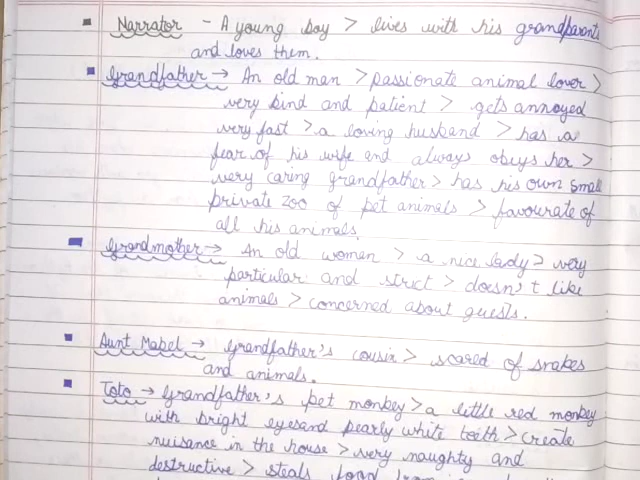 Narrator - A young boy > lives with his grandparents
and loves them.
Grandfather → An old man > passionate animal lover >
very kind and patient > gets annoyed
very fast > a loving husband > has a
fear of his wife and always obeys her >
very caring grandfather > has his own small
private zoo of pet animals > favourate of
all his animals.
Grandmother → An old women > a nice lady > very
particular and strict > doesn't like
animals > concerned about guests.
Aunt Mabel → Grandfather's cousin > scared of snakes
and animals.
Toto → Grandfather's pet monkey > a little red monkey
with bright eyesand pearly white teeth > create
nuisance in the house > very naughty and
destructive > steals food